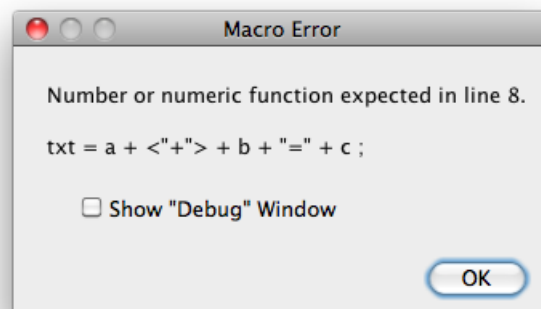 Macro Error
Number or numeric function expected in line 8.
txt = a + <"+"> + b + "=" + c ;
Show "Debug" Window
OK